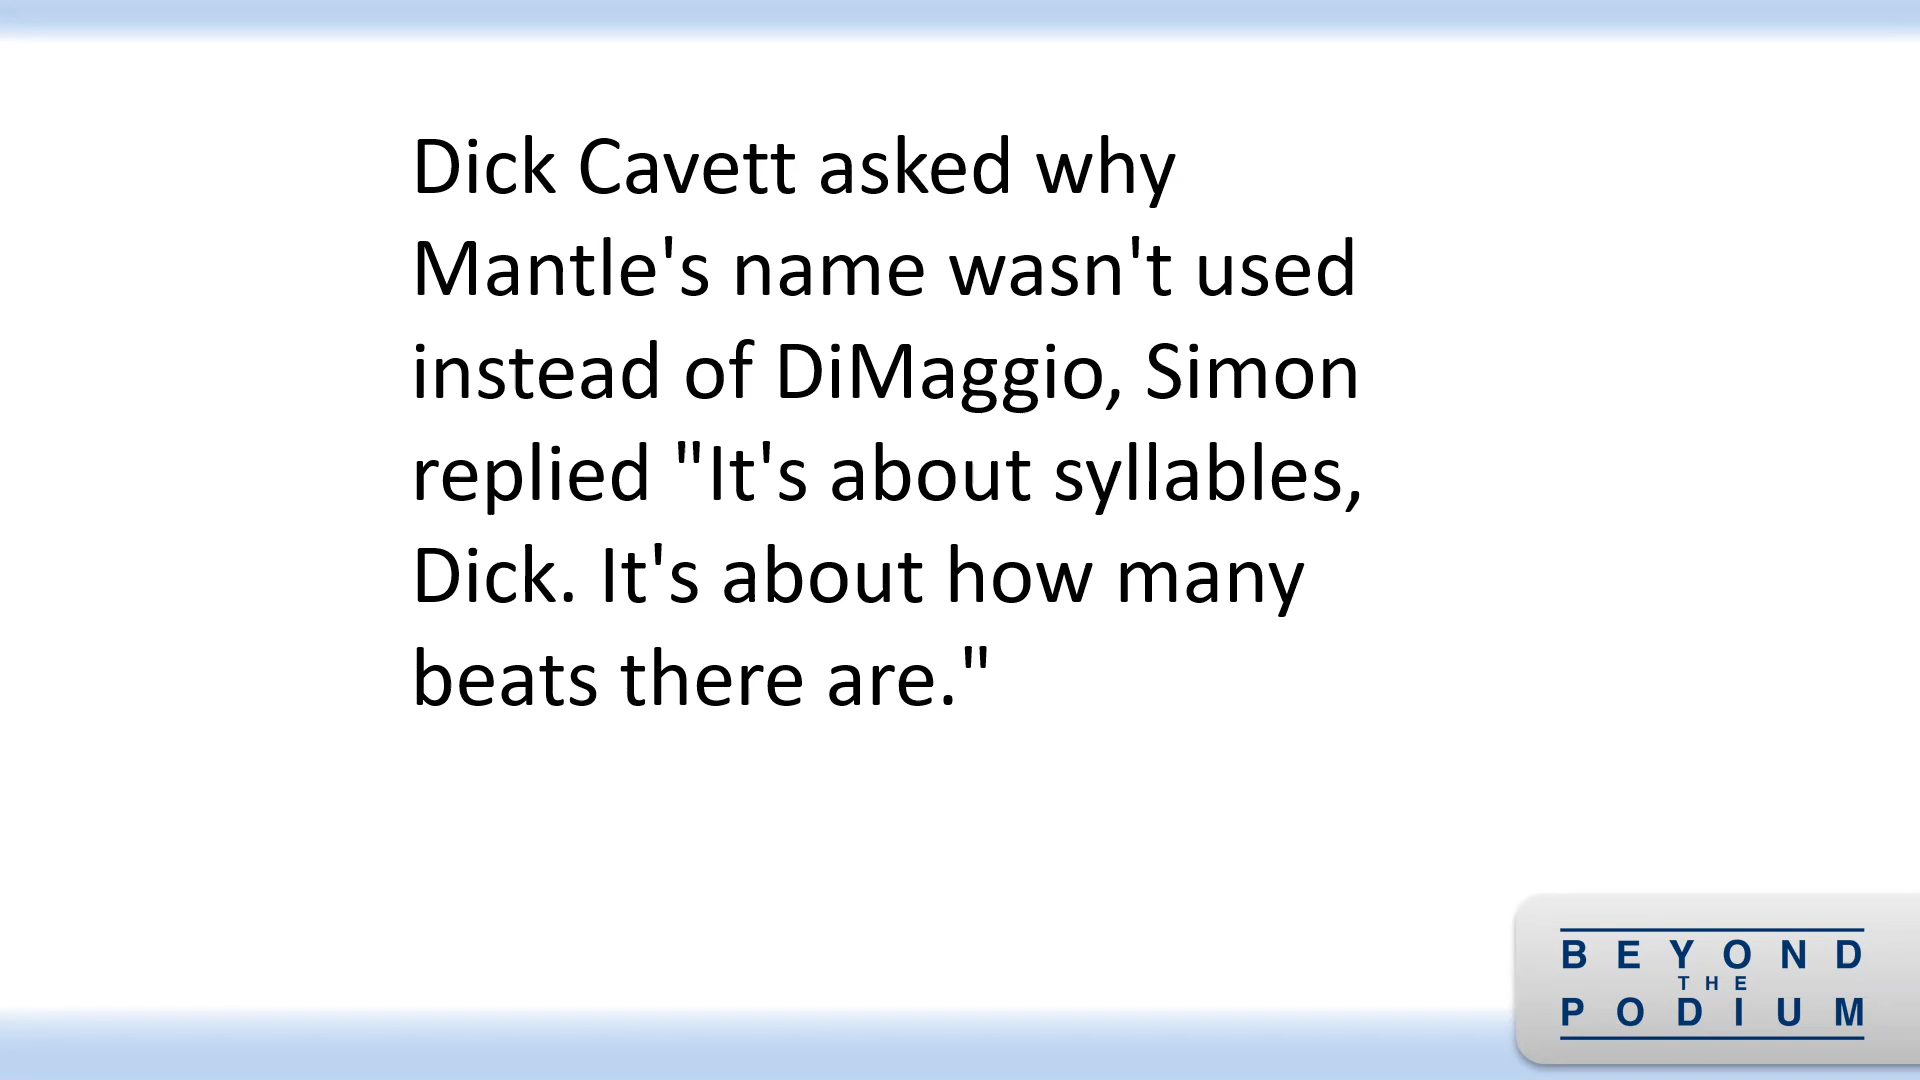 Dick Cavett asked why
Mantle's name wasn't used
instead of DiMaggio, Simon
replied "It's about syllables,
Dick. It's about how many
beats there are."
BEYOND
THE
PODIUM